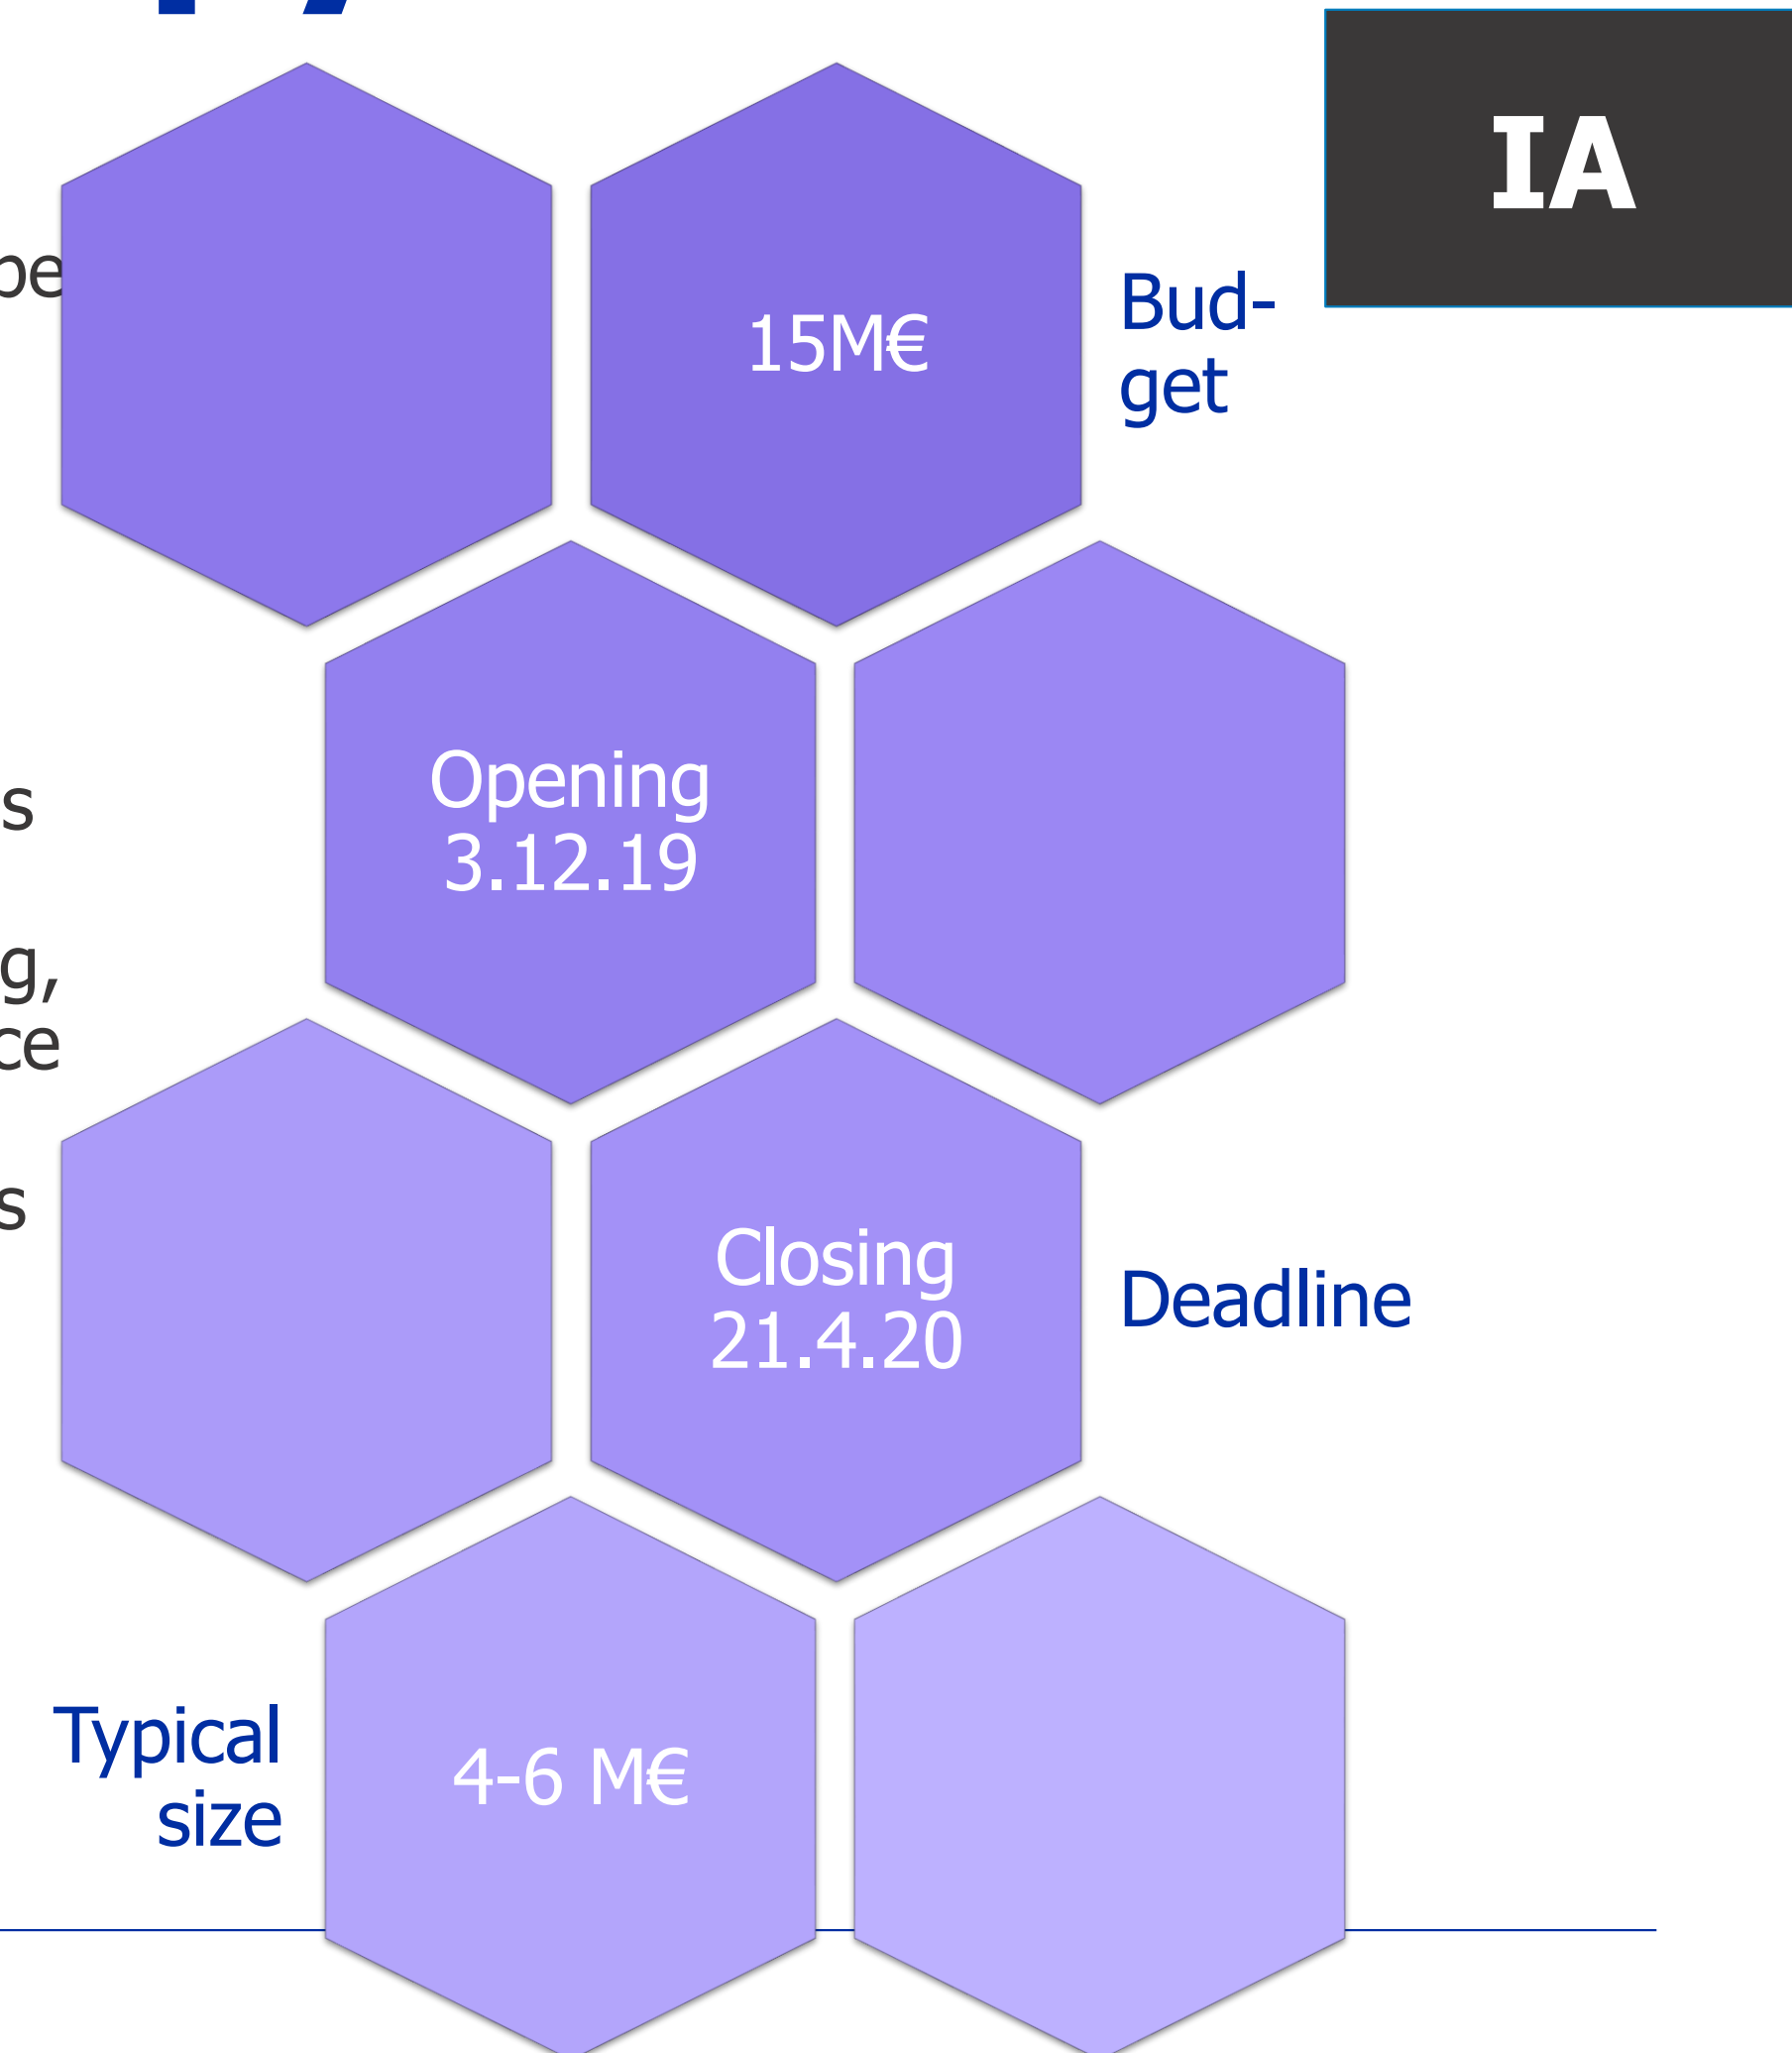 IA
15M€
Bud-
get
Opening
3.12.19
Closing
21.4.20
Deadline
Typical
size
4-6 M€